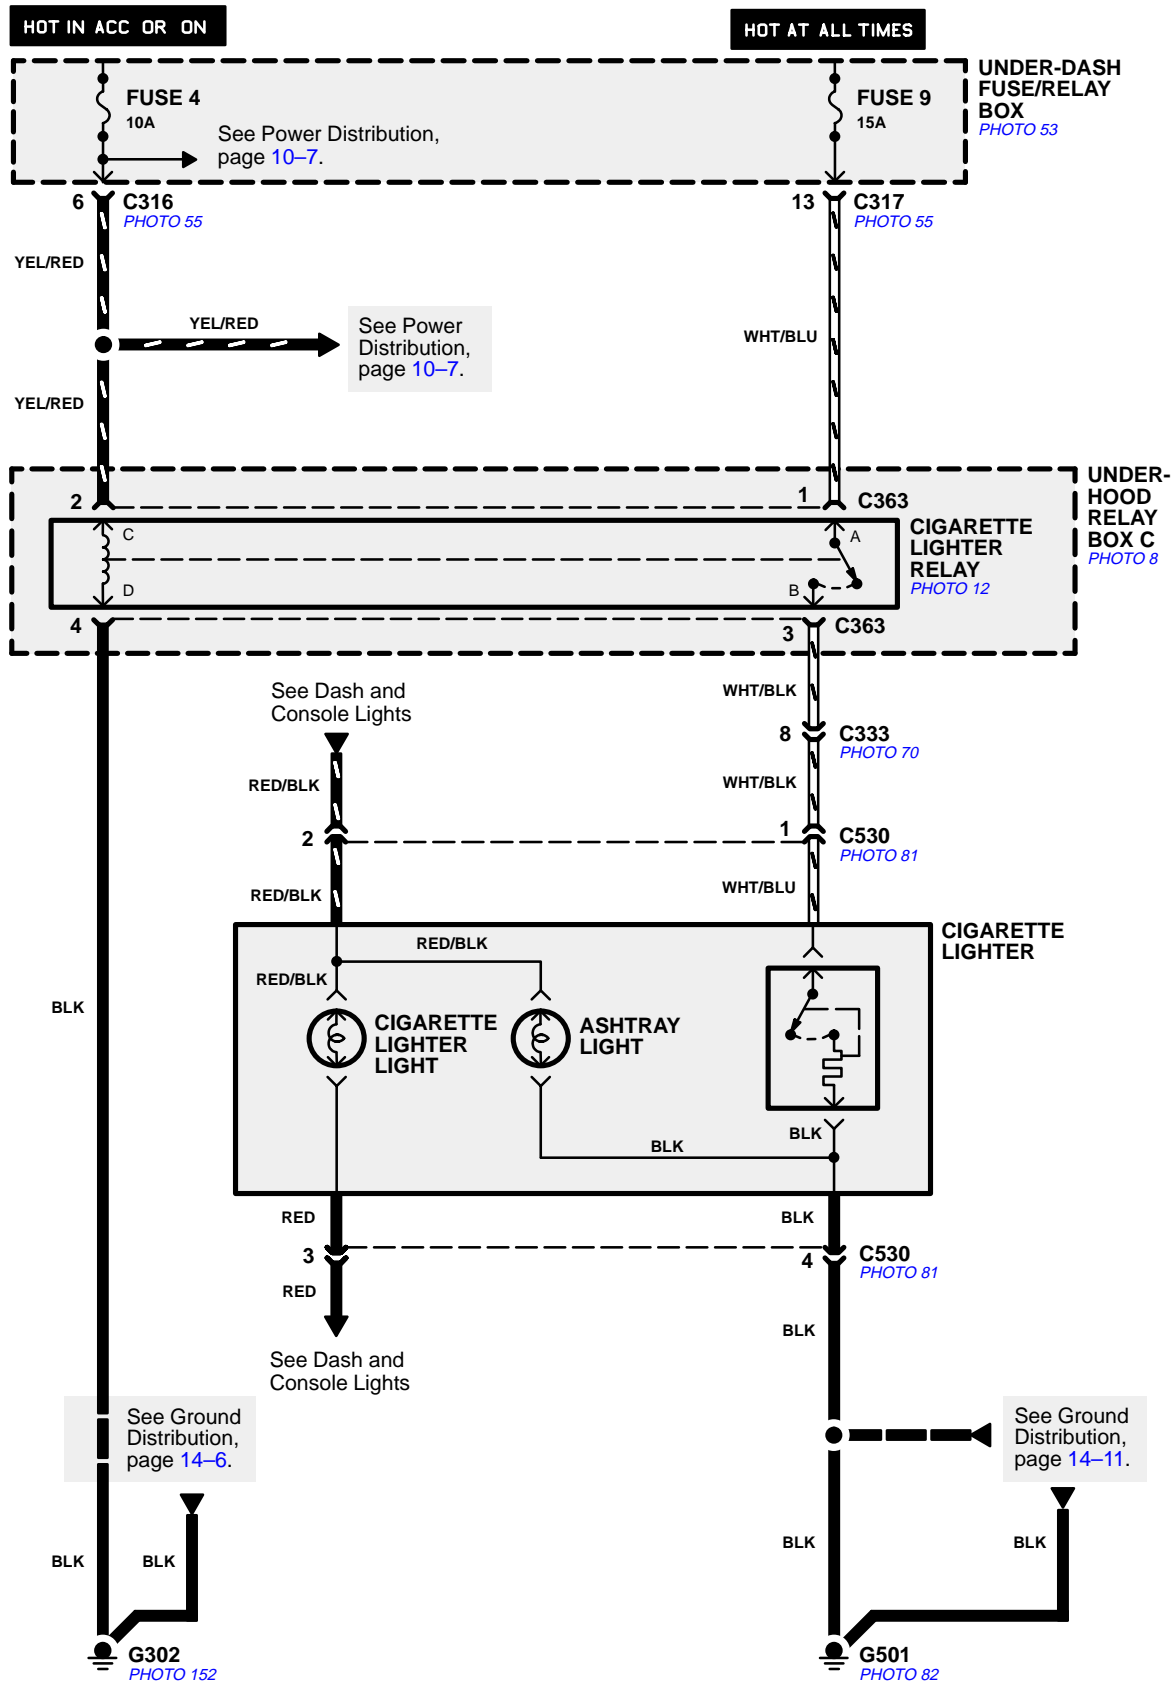 HOT IN ACC OR ON
HOT AT ALL TIMES
UNDER-DASH
FUSE/RELAY
BOX
PHOTO 53
FUSE 4
10A
See Power Distribution,
page 10–7.
FUSE 9
15A
6
C316
PHOTO 55
13
C317
PHOTO 55
YEL/RED
YEL/RED
See Power
Distribution,
page 10–7.
WHT/BLU
YEL/RED
UNDER-
HOOD
RELAY
BOX C
PHOTO 8
2
1
C363
C
A
CIGARETTE
LIGHTER
RELAY
PHOTO 12
D
B
4
3
C363
See Dash and
Console Lights
WHT/BLK
8
C333
PHOTO 70
RED/BLK
WHT/BLK
2
1
C530
PHOTO 81
RED/BLK
WHT/BLU
CIGARETTE
LIGHTER
RED/BLK
RED/BLK
BLK
CIGARETTE
LIGHTER
LIGHT
ASHTRAY
LIGHT
BLK
BLK
RED
BLK
3
4
C530
PHOTO 81
RED
BLK
See Dash and
Console Lights
See Ground
Distribution,
page 14–6.
See Ground
Distribution,
page 14–11.
BLK
BLK
BLK
BLK
G302
PHOTO 152
G501
PHOTO 82